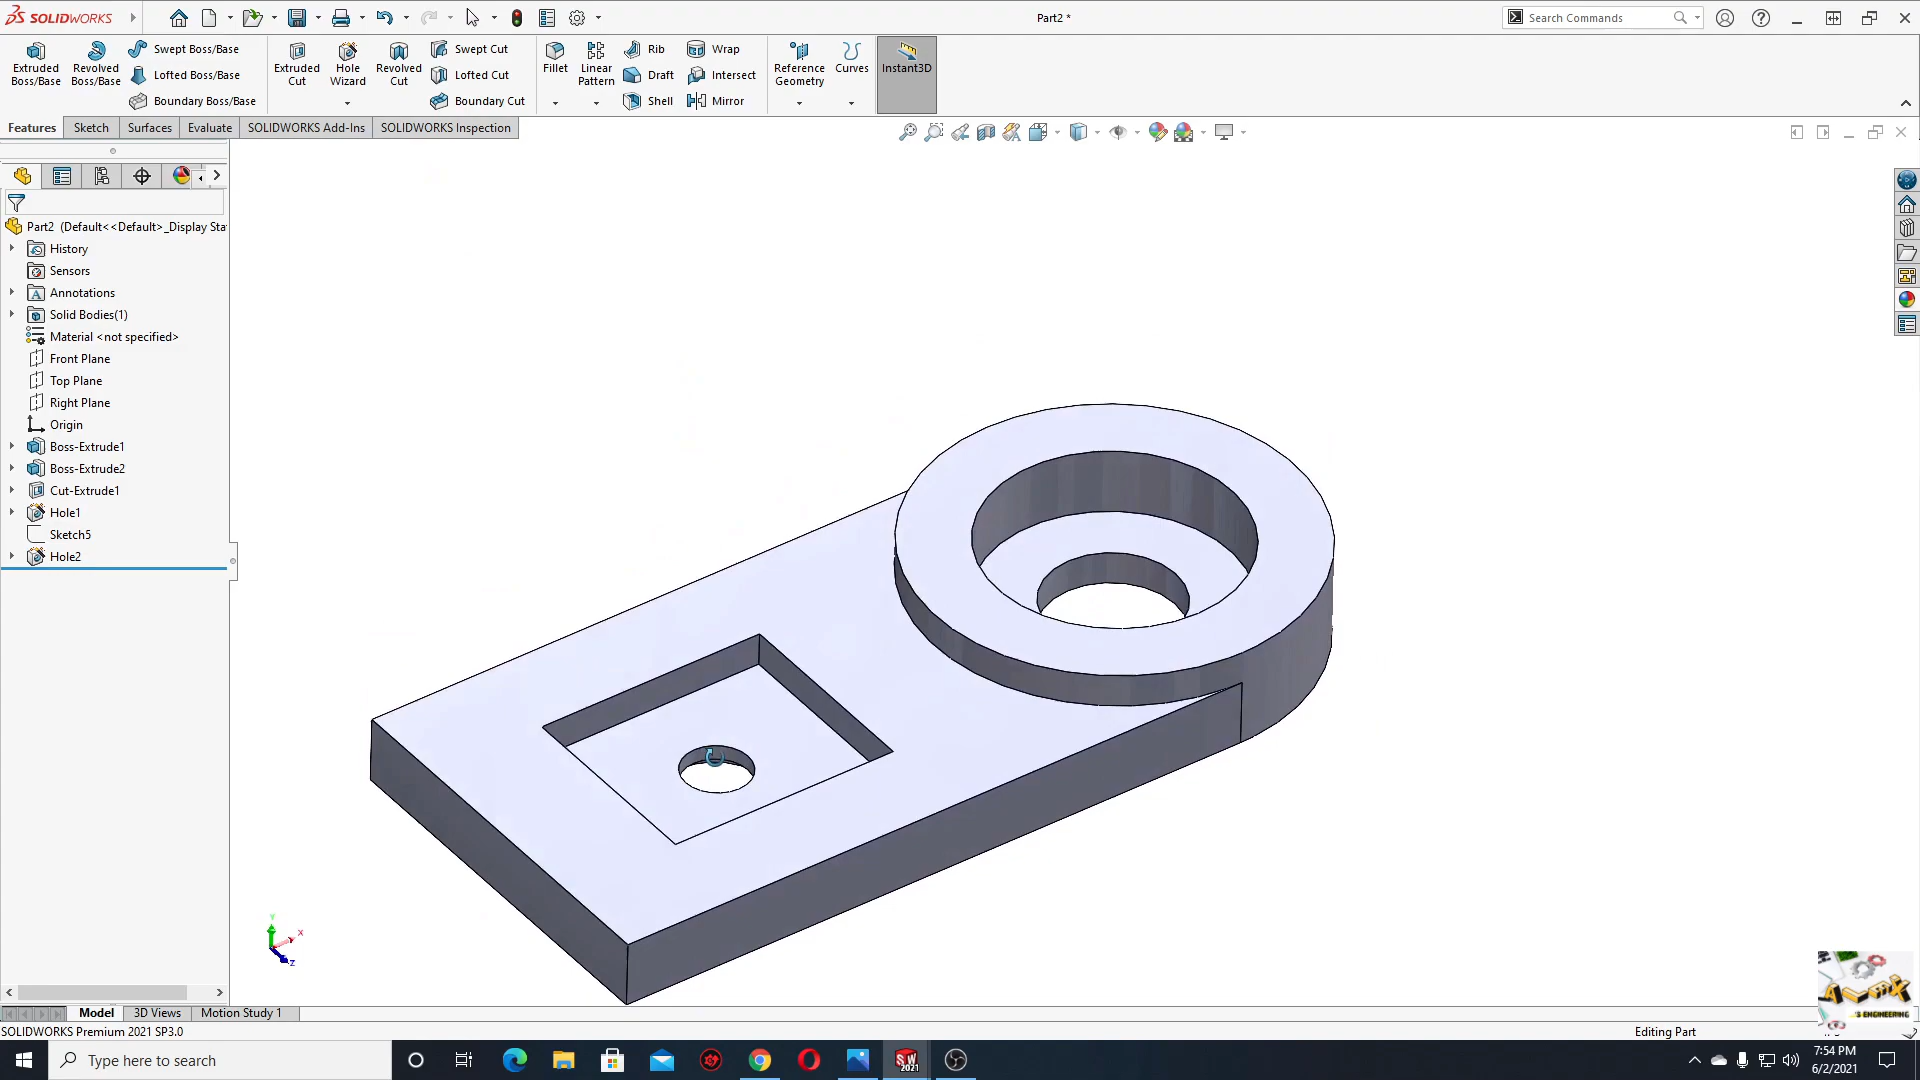 SOLIDWORKS
Part2 *
Search Commands
Extruded Boss/Base
Revolved Boss/Base
Swept Boss/Base
Lofted Boss/Base
Boundary Boss/Base
Extruded Cut
Hole Wizard
Revolved Cut
Swept Cut
Lofted Cut
Boundary Cut
Fillet
Linear Pattern
Rib
Draft
Shell
Wrap
Intersect
Mirror
Reference Geometry
Curves
Instant3D
Features
Sketch
Surfaces
Evaluate
SOLIDWORKS Add-Ins
SOLIDWORKS Inspection
Part2 (Default<<Default>_Display Sta
History
Sensors
Annotations
Solid Bodies(1)
Material <not specified>
Front Plane
Top Plane
Right Plane
Origin
Boss-Extrude1
Boss-Extrude2
Cut-Extrude1
Hole1
Sketch5
Hole2
Y
X
Z
Model
3D Views
Motion Study 1
SOLIDWORKS Premium 2021 SP3.0
Editing Part
'S ENGINEERING
Type here to search
SW
2021
7:54 PM
6/2/2021